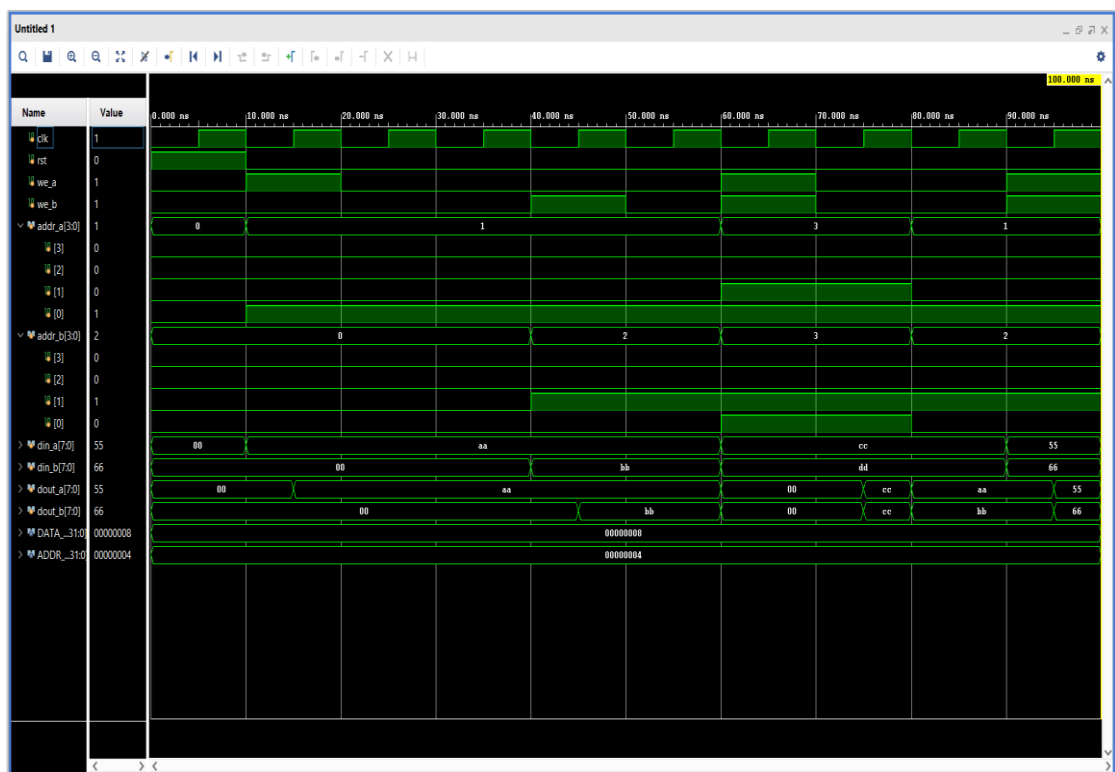 Untitled 1
100.000 ns
Name Value 0.000 ns 10.000 ns 20.000 ns 30.000 ns 40.000 ns 50.000 ns 60.000 ns 70.000 ns 80.000 ns 90.000 ns
clk 1
rst 0
we_a 1
we_b 1
addr_a[3:0] 1 0 1 3 1
[3] 0
[2] 0
[1] 0
[0] 1
addr_b[3:0] 2 0 2 3 2
[3] 0
[2] 0
[1] 1
[0] 0
din_a[7:0] 55 00 aa cc 55
din_b[7:0] 66 00 bb dd 66
dout_a[7:0] 55 00 aa 00 cc aa 55
dout_b[7:0] 66 00 bb 00 cc bb 66
DATA_...31:0] 00000008 00000008
ADDR_...31:0] 00000004 00000004